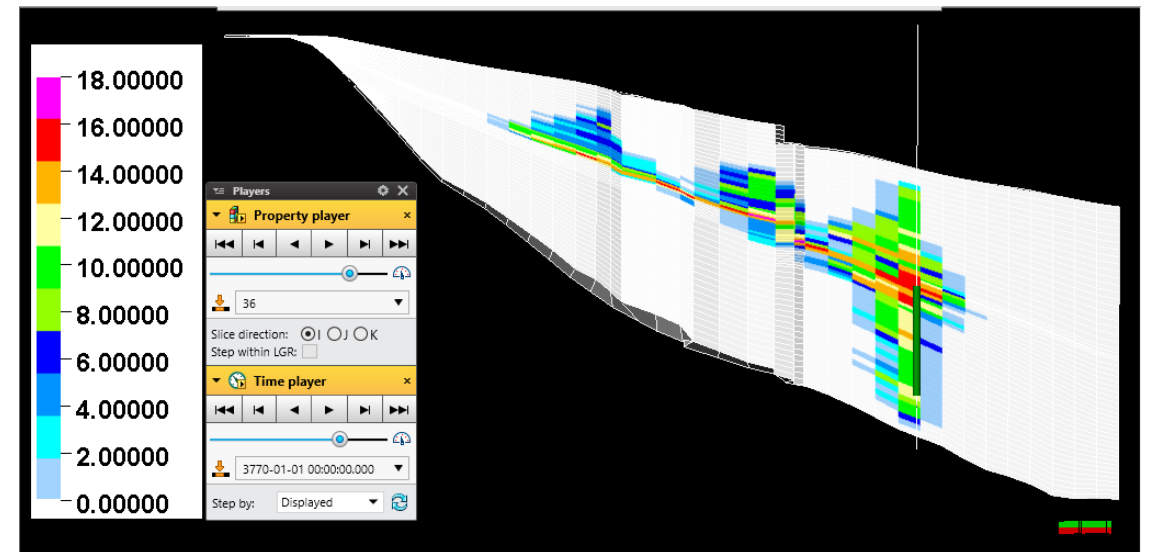 18.00000
16.00000
14.00000
12.00000
10.00000
8.00000
6.00000
4.00000
2.00000
0.00000
Players
Property player
36
Slice direction: I J K
Step within LGR:
Time player
3770-01-01 00:00:00.000
Step by: Displayed